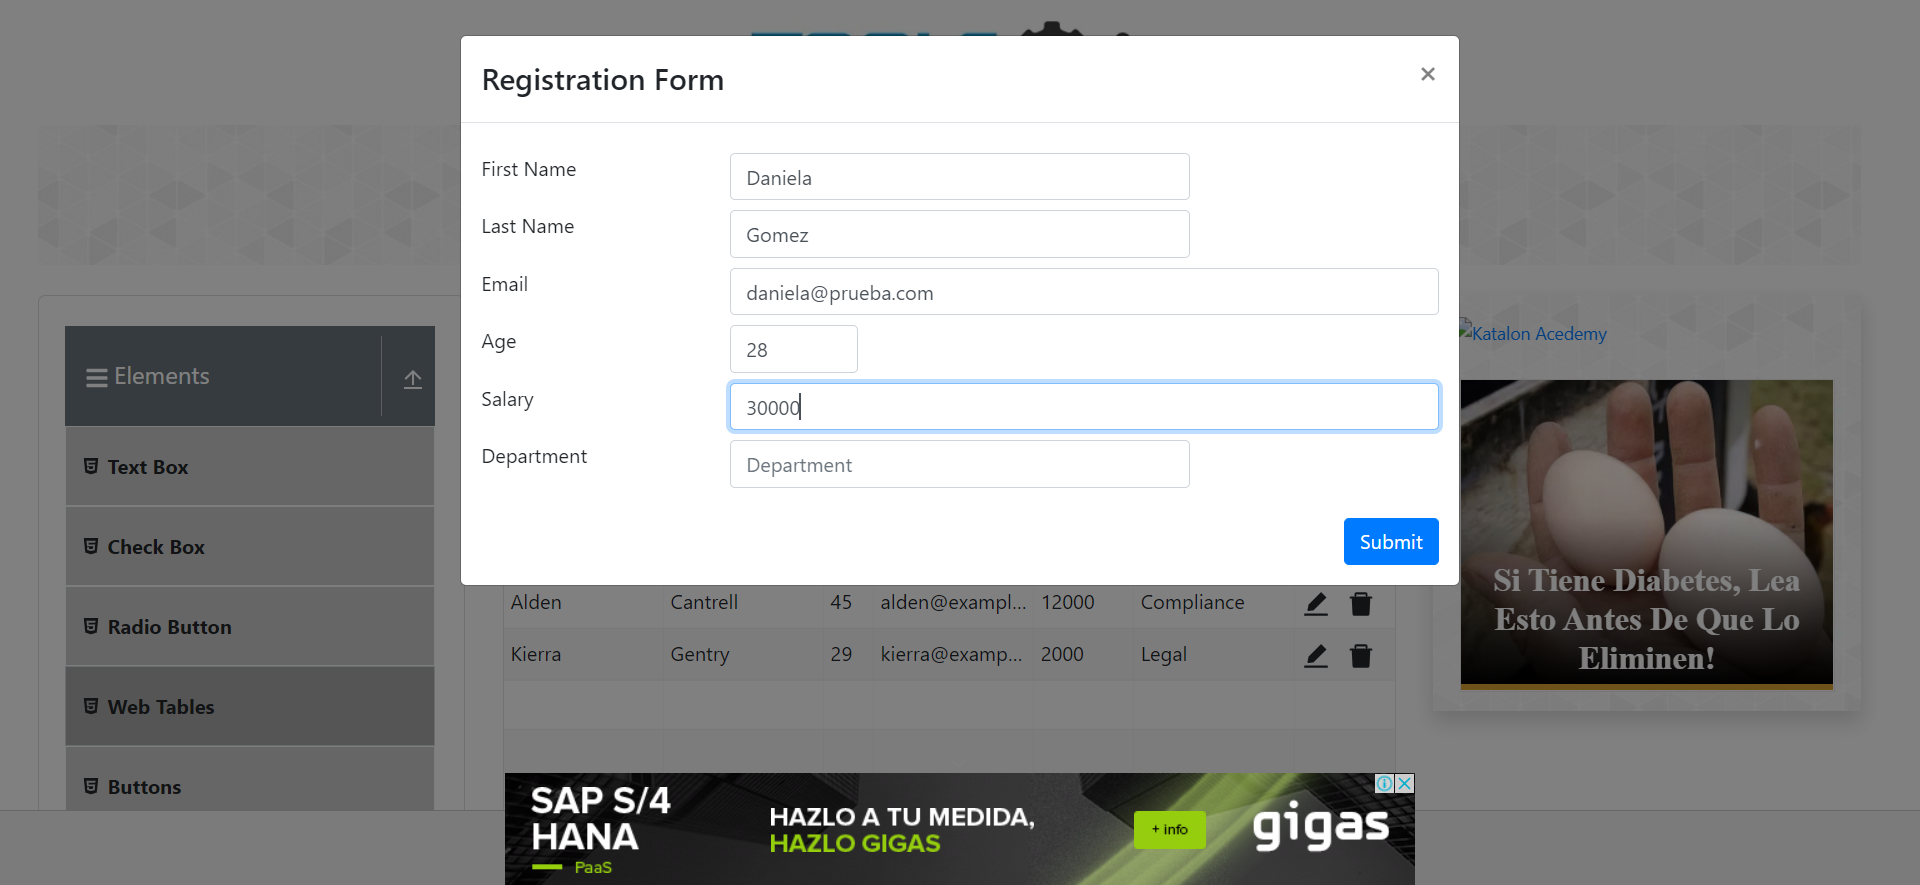 Registration Form
×
First Name
Daniela
Last Name
Gomez
Email
daniela@prueba.com
Age
28
Salary
30000
Department
Department
Submit
Elements
Text Box
Check Box
Radio Button
Web Tables
Buttons
Alden Cantrell 45 alden@exampl... 12000 Compliance
Kierra Gentry 29 kierra@examp... 2000 Legal
Katalon Acedemy
Si Tiene Diabetes, Lea
Esto Antes De Que Lo
Eliminen!
SAP S/4
HANA
PaaS
HAZLO A TU MEDIDA,
HAZLO GIGAS
+ info
gigas